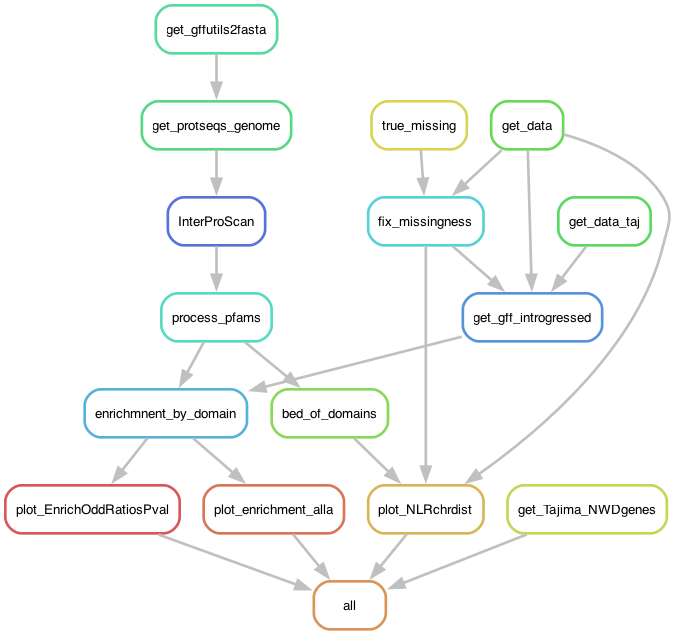 get_gffutils2fasta
get_protseqs_genome
true_missing
get_data
InterProScan
fix_missingness
get_data_taj
process_pfams
get_gff_introgressed
enrichmnent_by_domain
bed_of_domains
plot_EnrichOddRatiosPval
plot_enrichment_alla
plot_NLRchrdist
get_Tajima_NWDgenes
all